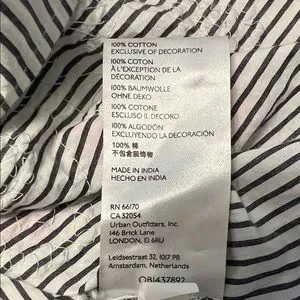 100% COTTON
EXCLUSIVE OF DECORATION
100% COTON
À L'EXCEPTION DE LA
DÉCORATION
100% BAUMWOLLE
OHNE DEKO
100% COTONE
ESCLUSO IL DECORO
100% ALGODÓN
EXCLUYENDO LA DECORACIÓN
100% 棉
不包含服饰物
MADE IN INDIA
HECHO EN INDIA
RN 66170
CA 32054
Urban Outfitters, Inc.
146 Brick Lane
LONDON, E1 6RU
Leidsestraat 32, 1017 PB
Amsterdam, Netherlands